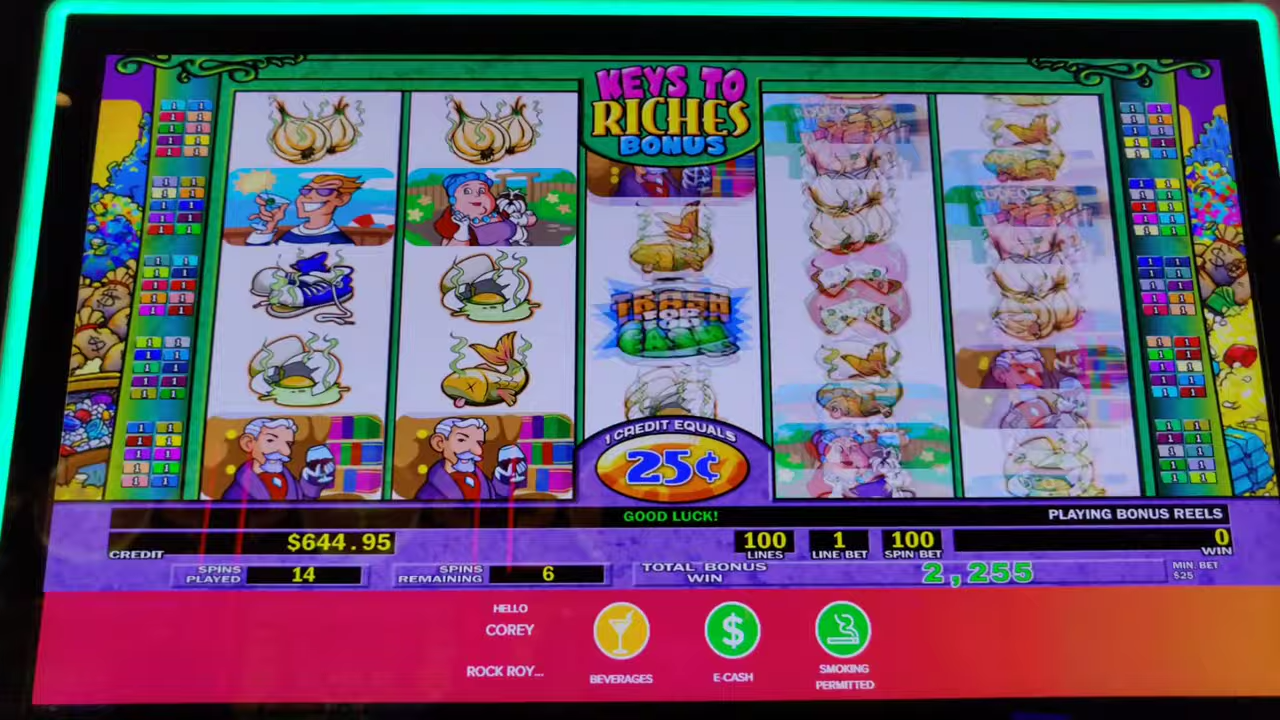 KEYS TO
RICHES
BONUS
TRASH
FOR
CASH
1 CREDIT EQUALS
25¢
GOOD LUCK!
PLAYING BONUS REELS
CREDIT
$644.95
100
LINES
1
LINE BET
100
SPIN BET
0
WIN
SPINS
PLAYED
14
SPINS
REMAINING
6
TOTAL BONUS
WIN
2,255
MIN. BET
$25
HELLO
COREY
ROCK ROY...
BEVERAGES
$
E-CASH
SMOKING
PERMITTED